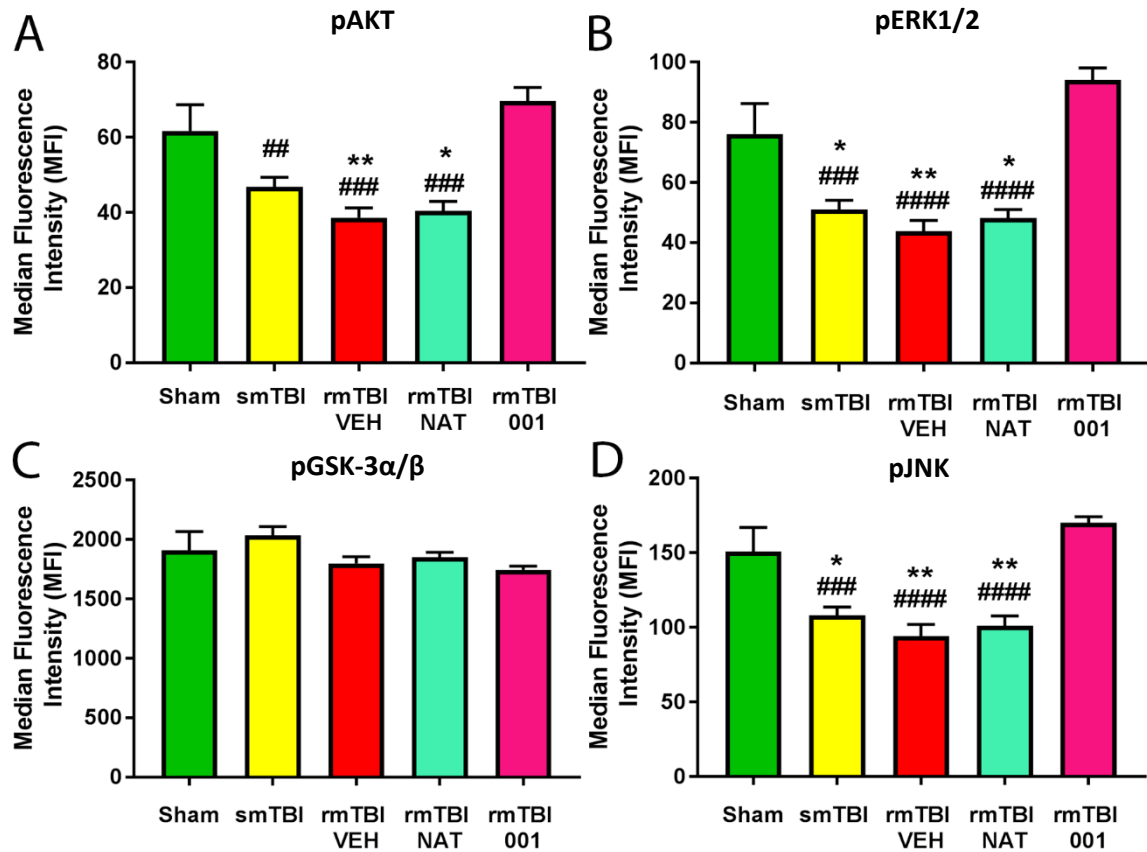 A
pAKT
Median Fluorescence
Intensity (MFI)
80
60
40
20
0
##
**
###
*
###
Sham
smTBI
rmTBI
VEH
rmTBI
NAT
rmTBI
001
B
pERK1/2
Median Fluorescence
Intensity (MFI)
100
80
60
40
20
0
*
###
**
####
*
####
Sham
smTBI
rmTBI
VEH
rmTBI
NAT
rmTBI
001
C
pGSK-3α/β
Median Fluorescence
Intensity (MFI)
2500
2000
1500
1000
500
0
Sham
smTBI
rmTBI
VEH
rmTBI
NAT
rmTBI
001
D
pJNK
Median Fluorescence
Intensity (MFI)
200
150
100
50
0
*
###
**
####
**
####
Sham
smTBI
rmTBI
VEH
rmTBI
NAT
rmTBI
001